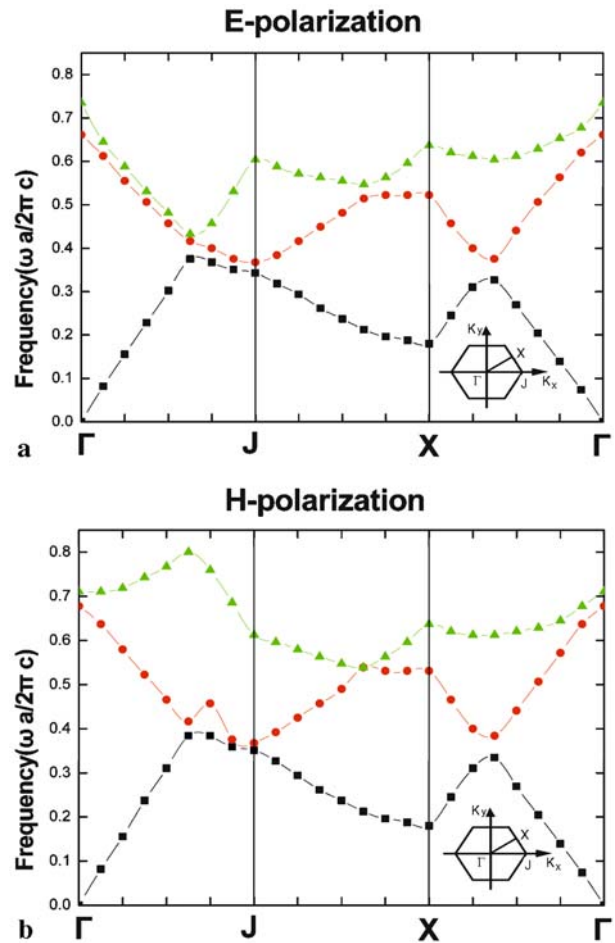 E-polarization
Frequency(ω a/2π c)
0.8
0.7
0.6
0.5
0.4
0.3
0.2
0.1
0.0
Ky
X
Γ
J
Kx
a
Γ
J
X
Γ
H-polarization
Frequency(ω a/2π c)
0.8
0.7
0.6
0.5
0.4
0.3
0.2
0.1
0.0
Ky
X
Γ
J
Kx
b
Γ
J
X
Γ